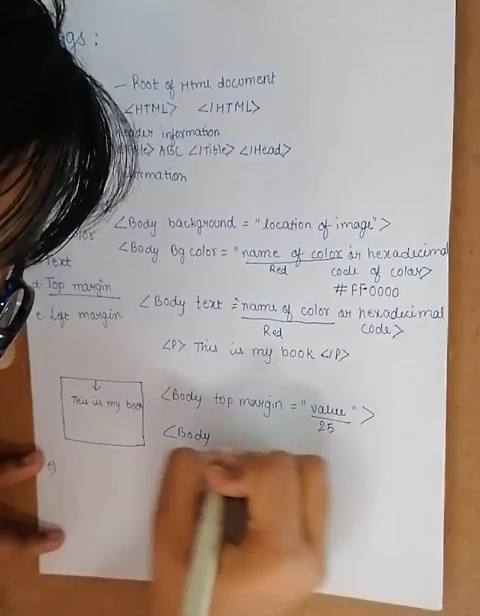 ags :
– Root of Html document
<HTML> </HTML>
eader information
itle> ABC </Title> </Head>
ormation
<Body background = "location of image">
lor
<Body Bg color = "name of color or hexadecimal
Text Red code of color>
d. Top margin #FF0000
e. Left margin <Body text = name of color or hexadecimal
Red code>
<P> This is my book </P>
This is my book
<Body top margin = "value">
25
<Body
e)